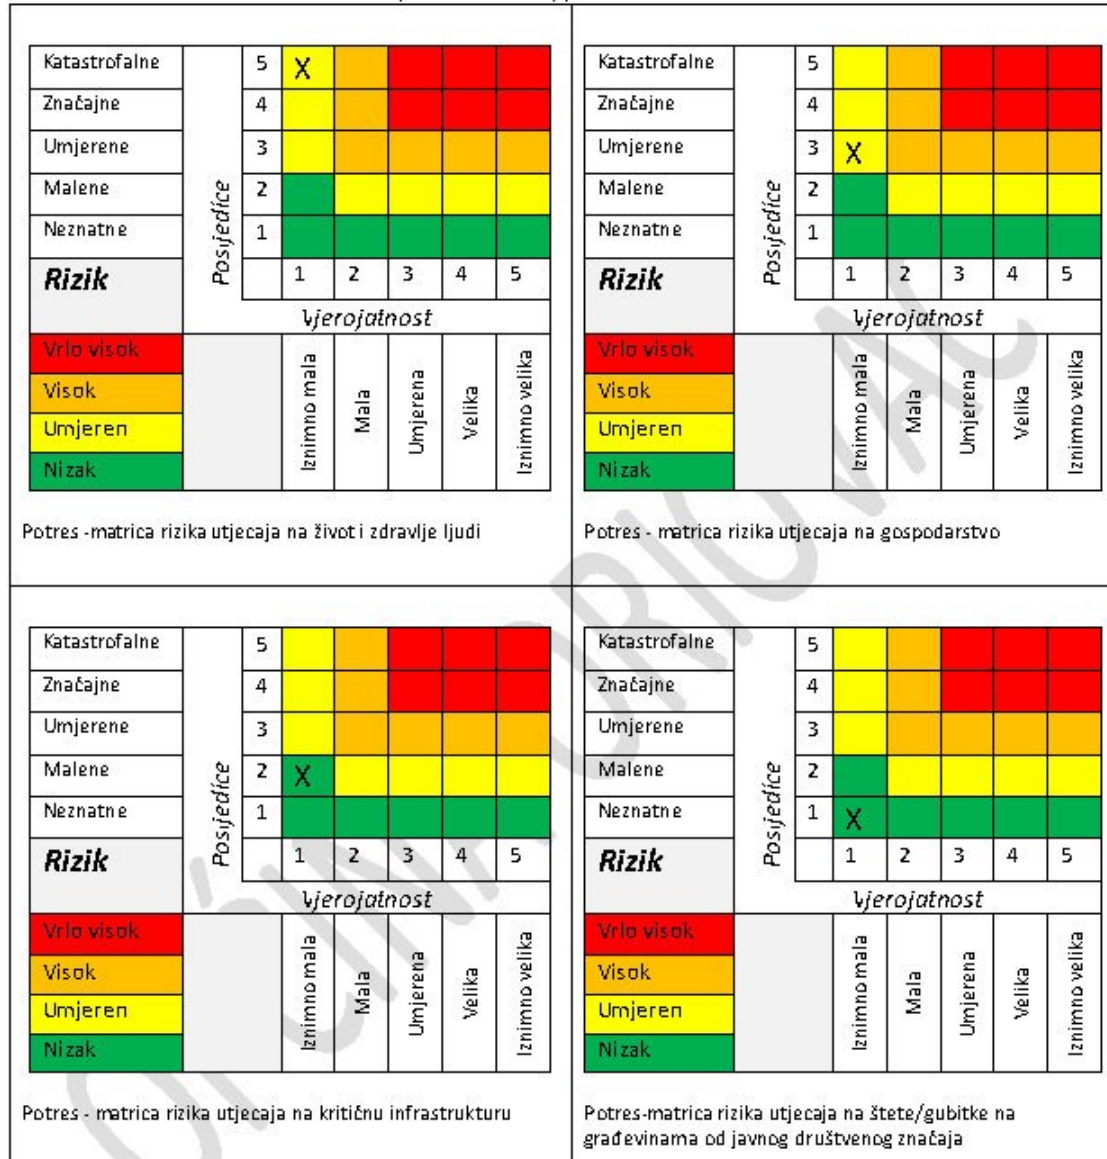 Katastrofalne 5 X
Značajne 4
Umjerene 3
Malene 2
Neznatne 1
Posljedice
Rizik 1 2 3 4 5
Vjerojatnost
Vrlo visok
Visok
Umjeren
Nizak
Iznimno mala
Mala
Umjerena
Velika
Iznimno velika
Potres -matrica rizika utjecaja na život i zdravlje ljudi
Katastrofalne 5
Značajne 4
Umjerene 3 X
Malene 2
Neznatne 1
Posljedice
Rizik 1 2 3 4 5
Vjerojatnost
Vrlo visok
Visok
Umjeren
Nizak
Iznimno mala
Mala
Umjerena
Velika
Iznimno velika
Potres - matrica rizika utjecaja na gospodarstvo
Katastrofalne 5
Značajne 4
Umjerene 3
Malene 2 X
Neznatne 1
Posljedice
Rizik 1 2 3 4 5
Vjerojatnost
Vrlo visok
Visok
Umjeren
Nizak
Iznimno mala
Mala
Umjerena
Velika
Iznimno velika
Potres - matrica rizika utjecaja na kritičnu infrastrukturu
Katastrofalne 5
Značajne 4
Umjerene 3
Malene 2
Neznatne 1 X
Posljedice
Rizik 1 2 3 4 5
Vjerojatnost
Vrlo visok
Visok
Umjeren
Nizak
Iznimno mala
Mala
Umjerena
Velika
Iznimno velika
Potres-matrica rizika utjecaja na štete/gubitke na
građevinama od javnog društvenog značaja
ORIOVAC